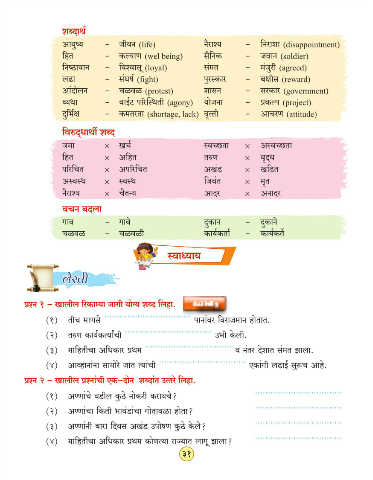 शब्दार्थ
आयुष्य – जीवन (life) नैराश्य – निराशा (disappointment)
हित – कल्याण (wel being) सैनिक – जवान (soldier)
निष्ठावान – विश्वासू (loyal) संमत – मंजुरी (agreed)
लढा – संघर्ष (fight) पुरस्कार – बक्षीस (reward)
आंदोलन – चळवळ (protest) शासन – सरकार (government)
व्यथा – वाईट परिस्थिती (agony) योजना – प्रकल्प (project)
दुर्भिक्ष – कमतरता (shortage, lack) वृत्ती – आचरण (attitude)
विरुद्धार्थी शब्द
जमा × खर्च स्वच्छता × अस्वच्छता
हित × अहित तरुण × वृद्ध
परिचित × अपरिचित अखंड × खंडित
अस्वस्थ × स्वस्थ जिवंत × मृत
नैराश्य × चैतन्य आदर × अनादर
वचन बदला
गाव – गावे दुकान – दुकाने
चळवळ – चळवळी कार्यकर्ता – कार्यकर्ते
स्वाध्याय
लेखी
प्रश्न १ – खालील रिकाम्या जागी योग्य शब्द लिहा.
(१) तीच माणसे .................... पानांवर विराजमान होतात.
(२) तरुण कार्यकर्त्यांची .................... उभी केली.
(३) माहितीचा अधिकार प्रथम .................... व नंतर देशात संमत झाला.
(४) आव्हानांना सामोरे जात त्यांची .................... एकांगी लढाई सुरूच आहे.
प्रश्न २ – खालील प्रश्नांची एक–दोन शब्दांत उत्तरे लिहा.
(१) अण्णांचे वडील कुठे नोकरी करायचे? ....................
(२) अण्णांचा किती भावंडांचा गोतावळा होता? ....................
(३) अण्णांनी बारा दिवस अखंड उपोषण कुठे केले? ....................
(४) माहितीचा अधिकार प्रथम कोणत्या राज्यात लागू झाला? ....................
३१